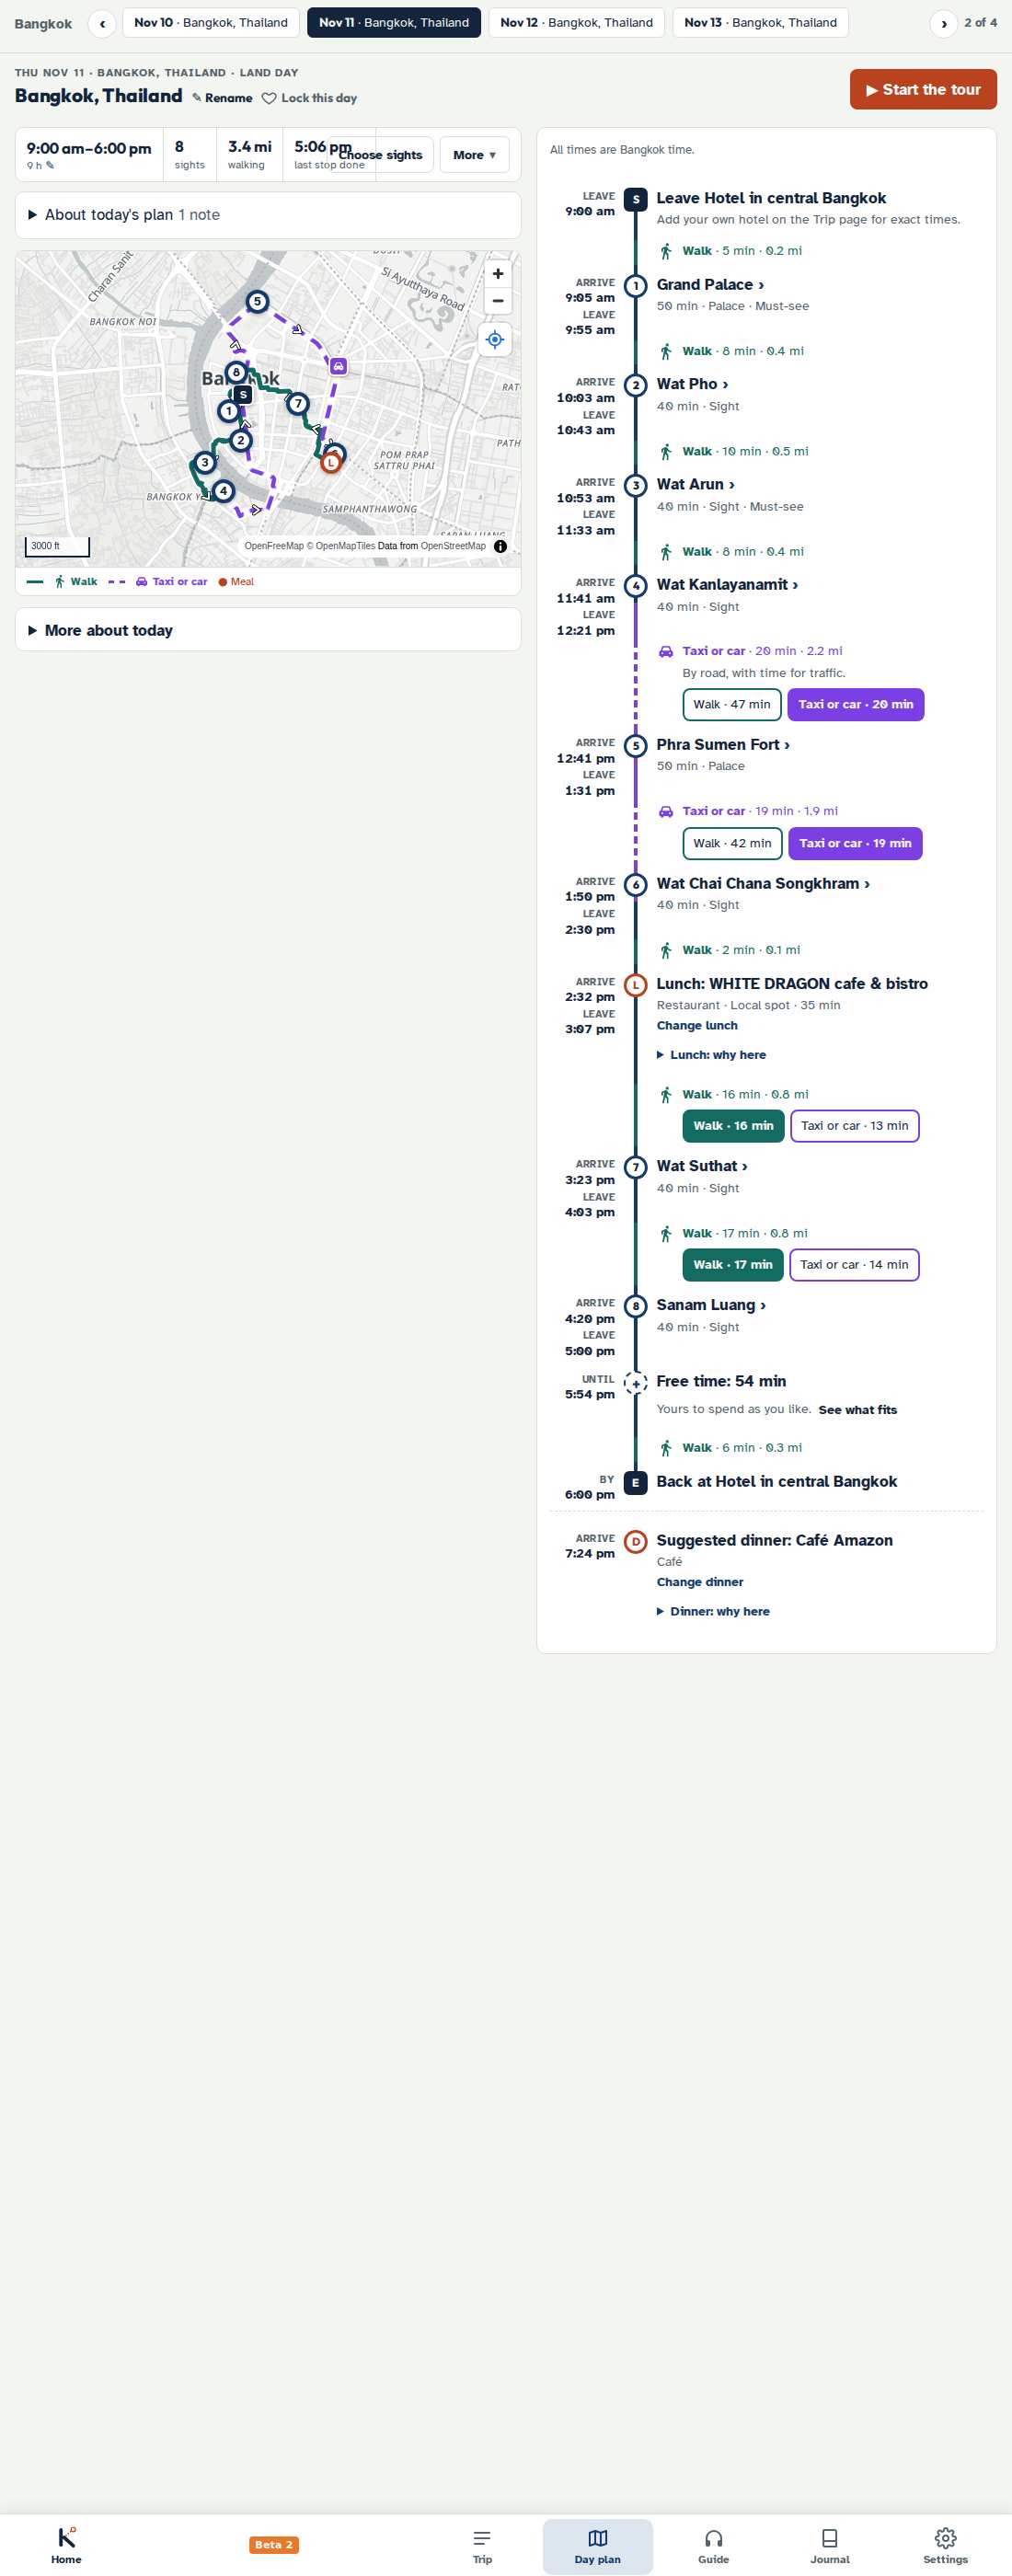 Bangkok
‹
Nov 10 · Bangkok, Thailand
Nov 11 · Bangkok, Thailand
Nov 12 · Bangkok, Thailand
Nov 13 · Bangkok, Thailand
›
2 of 4
THU NOV 11 · BANGKOK, THAILAND · LAND DAY
Bangkok, Thailand ✎ Rename ♡ Lock this day
▶ Start the tour
9:00 am–6:00 pm
9 h ✎
8
sights
3.4 mi
walking
5:06 pm
last stop done
Choose sights
More ▾
▶ About today's plan 1 note
Charan Sanit
Si Ayutthaya Road
BANGKOK NOI
5
8
S
1
7
2
3
L
4
POM PRAP
SATTRU PHAI
SAMPHANTHAWONG
+
−
3000 ft
OpenFreeMap © OpenMapTiles Data from OpenStreetMap
Walk
Taxi or car
Meal
▶ More about today
All times are Bangkok time.
LEAVE
9:00 am
S
Leave Hotel in central Bangkok
Add your own hotel on the Trip page for exact times.
Walk · 5 min · 0.2 mi
ARRIVE
9:05 am
LEAVE
9:55 am
1
Grand Palace ›
50 min · Palace · Must-see
Walk · 8 min · 0.4 mi
ARRIVE
10:03 am
LEAVE
10:43 am
2
Wat Pho ›
40 min · Sight
Walk · 10 min · 0.5 mi
ARRIVE
10:53 am
LEAVE
11:33 am
3
Wat Arun ›
40 min · Sight · Must-see
Walk · 8 min · 0.4 mi
ARRIVE
11:41 am
LEAVE
12:21 pm
4
Wat Kanlayanamit ›
40 min · Sight
Taxi or car · 20 min · 2.2 mi
By road, with time for traffic.
Walk · 47 min
Taxi or car · 20 min
ARRIVE
12:41 pm
LEAVE
1:31 pm
5
Phra Sumen Fort ›
50 min · Palace
Taxi or car · 19 min · 1.9 mi
Walk · 42 min
Taxi or car · 19 min
ARRIVE
1:50 pm
LEAVE
2:30 pm
6
Wat Chai Chana Songkhram ›
40 min · Sight
Walk · 2 min · 0.1 mi
ARRIVE
2:32 pm
LEAVE
3:07 pm
L
Lunch: WHITE DRAGON cafe & bistro
Restaurant · Local spot · 35 min
Change lunch
▶ Lunch: why here
Walk · 16 min · 0.8 mi
Walk · 16 min
Taxi or car · 13 min
ARRIVE
3:23 pm
LEAVE
4:03 pm
7
Wat Suthat ›
40 min · Sight
Walk · 17 min · 0.8 mi
Walk · 17 min
Taxi or car · 14 min
ARRIVE
4:20 pm
LEAVE
5:00 pm
8
Sanam Luang ›
40 min · Sight
UNTIL
5:54 pm
+
Free time: 54 min
Yours to spend as you like. See what fits
Walk · 6 min · 0.3 mi
BY
6:00 pm
E
Back at Hotel in central Bangkok
ARRIVE
7:24 pm
D
Suggested dinner: Café Amazon
Café
Change dinner
▶ Dinner: why here
Home
Beta 2
Trip
Day plan
Guide
Journal
Settings